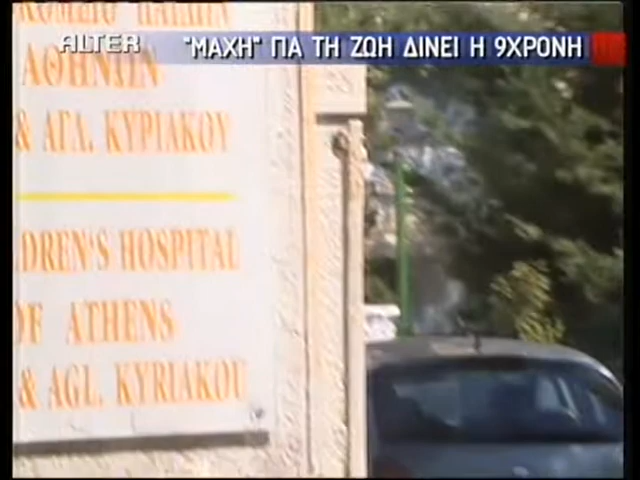 ALTER "ΜΑΧΗ" ΓΙΑ ΤΗ ΖΩΗ ΔΙΝΕΙ Η 9ΧΡΟΝΗ
ΑΘΗΝΩΝ
& ΑΓΛ. ΚΥΡΙΑΚΟΥ
DREN'S HOSPITAL
OF ATHENS
& AGL. KYRIAKOU